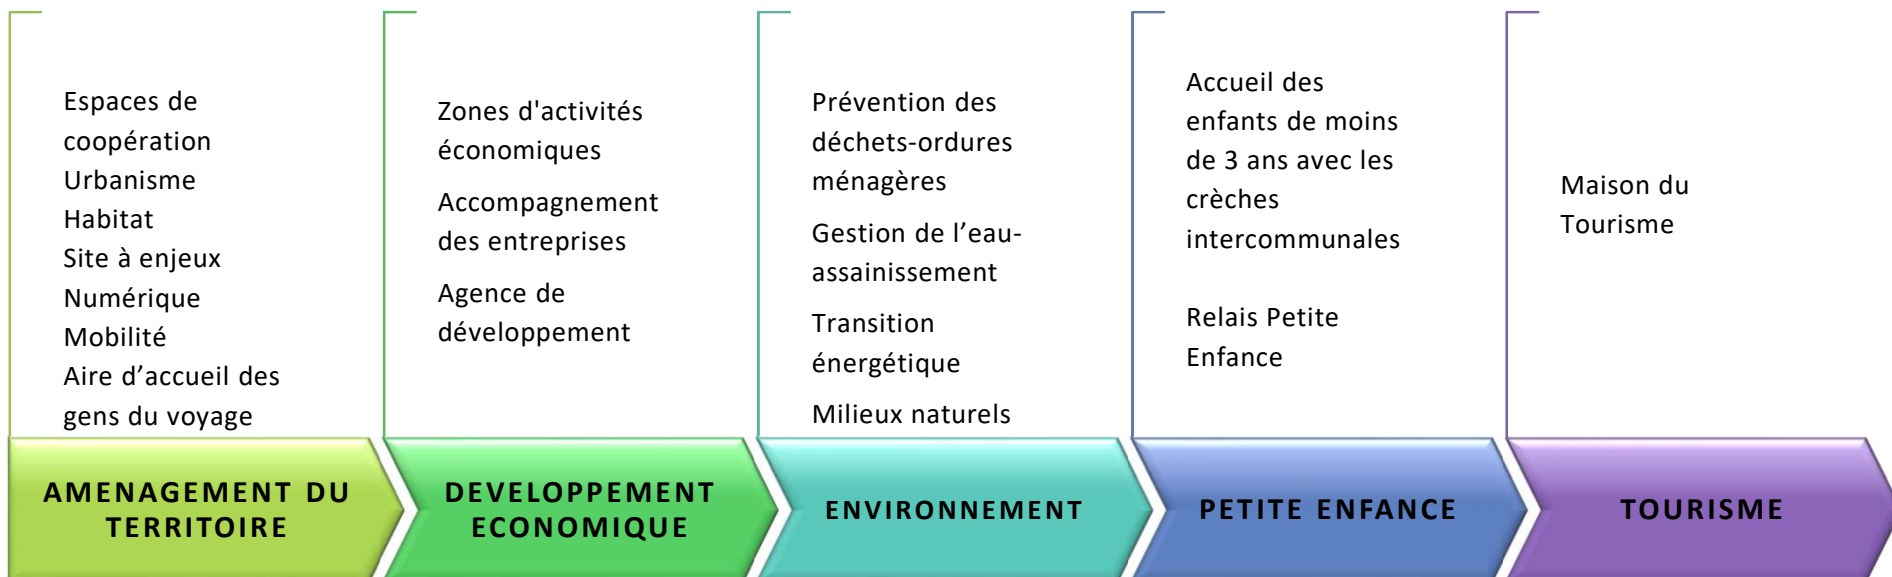 Espaces de
coopération
Urbanisme
Habitat
Site à enjeux
Numérique
Mobilité
Aire d’accueil des
gens du voyage
AMENAGEMENT DU
TERRITOIRE
Zones d'activités
économiques
Accompagnement
des entreprises
Agence de
développement
DEVELOPPEMENT
ECONOMIQUE
Prévention des
déchets-ordures
ménagères
Gestion de l’eau-
assainissement
Transition
énergétique
Milieux naturels
ENVIRONNEMENT
Accueil des
enfants de moins
de 3 ans avec les
crèches
intercommunales
Relais Petite
Enfance
PETITE ENFANCE
Maison du
Tourisme
TOURISME